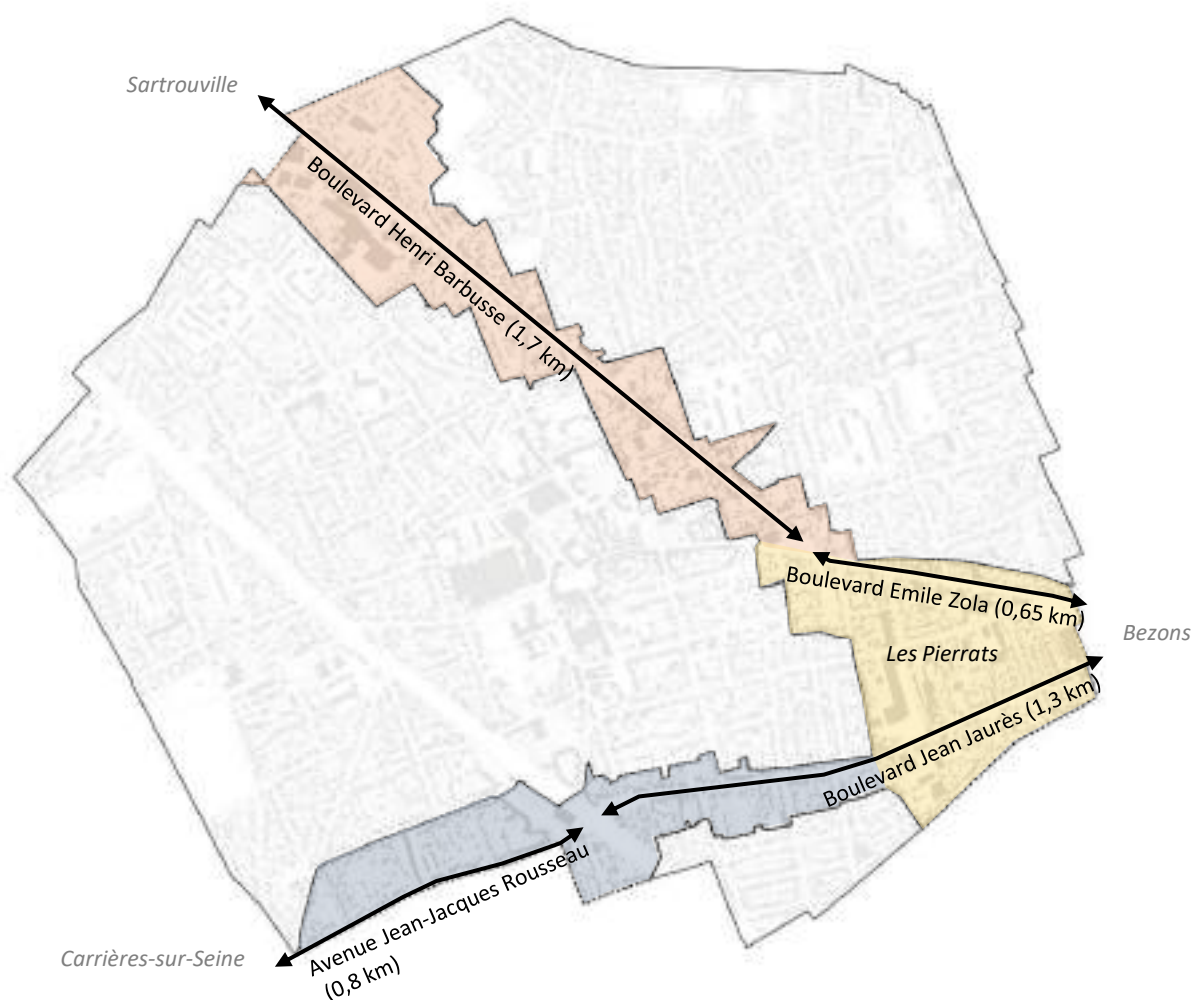 Sartrouville
Boulevard Henri Barbusse (1,7 km)
Boulevard Emile Zola (0,65 km)
Bezons
Les Pierrats
Boulevard Jean Jaurès (1,3 km)
Avenue Jean-Jacques Rousseau
(0,8 km)
Carrières-sur-Seine